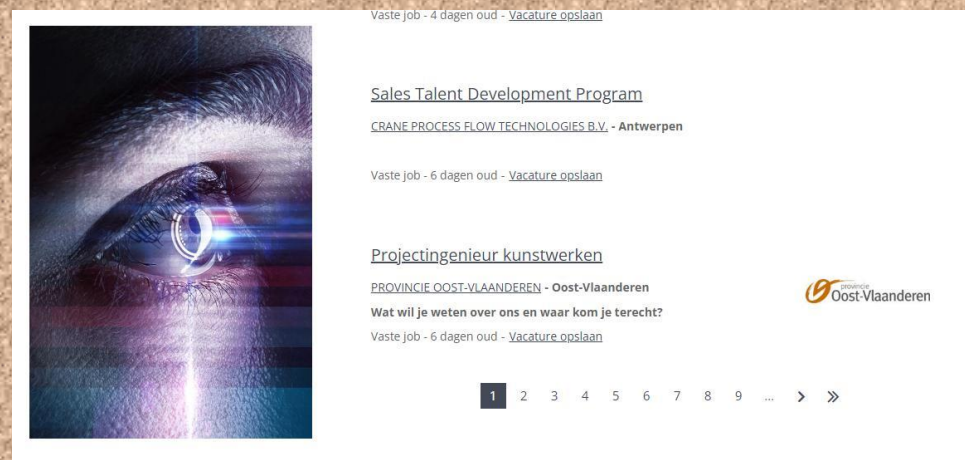 Vaste job - 4 dagen oud - Vacature opslaan
Sales Talent Development Program
CRANE PROCESS FLOW TECHNOLOGIES B.V. - Antwerpen
Vaste job - 6 dagen oud - Vacature opslaan
Projectingenieur kunstwerken
PROVINCIE OOST-VLAANDEREN - Oost-Vlaanderen
Wat wil je weten over ons en waar kom je terecht?
Vaste job - 6 dagen oud - Vacature opslaan
provincie
Oost-Vlaanderen
1 2 3 4 5 6 7 8 9 ...